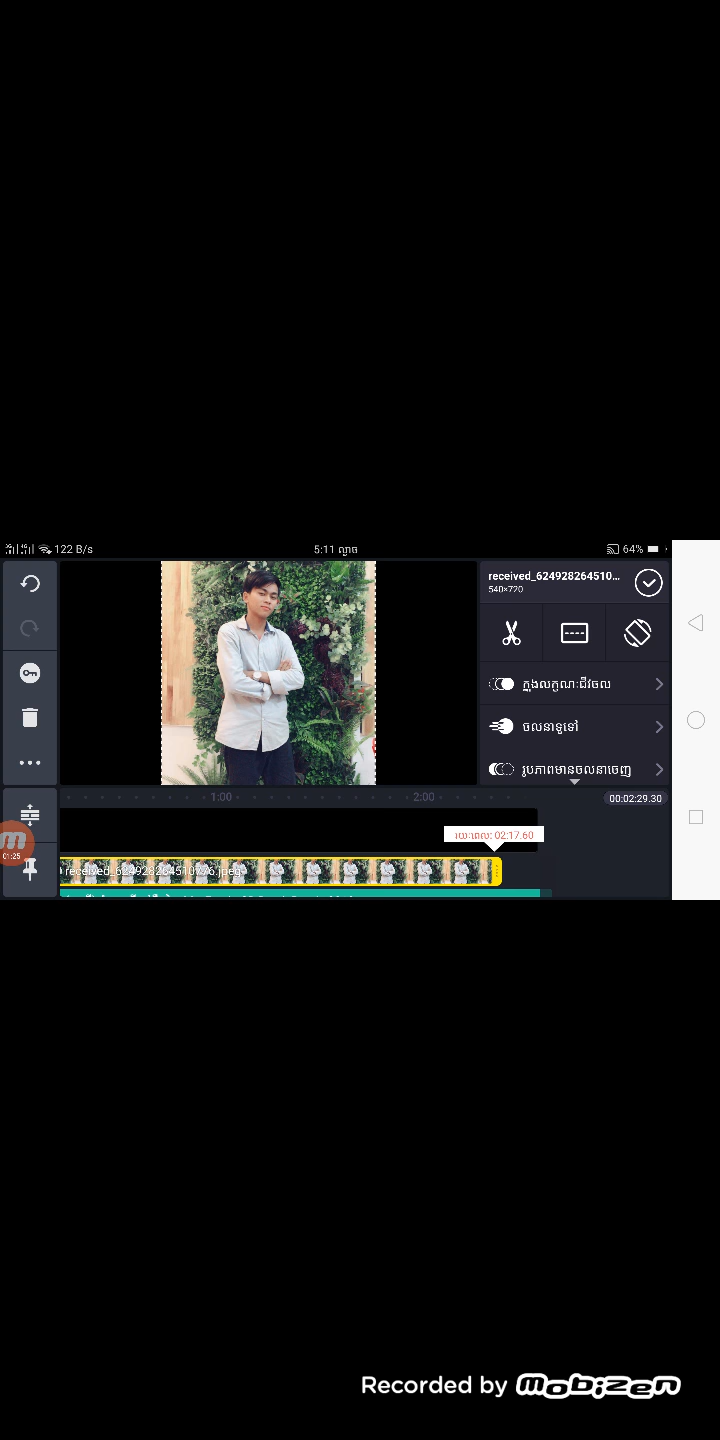 122 B/s
5:11 ល្ងាច
64%
received_624928264510...
540×720
ក្នុងលក្ខណៈជីវចល
ចលនាទូទៅ
រូបភាពមានចលនាចេញ
1:00
2:00
00:02:29.30
រយៈពេល: 02:17.60
01:25
Recorded by mobizen